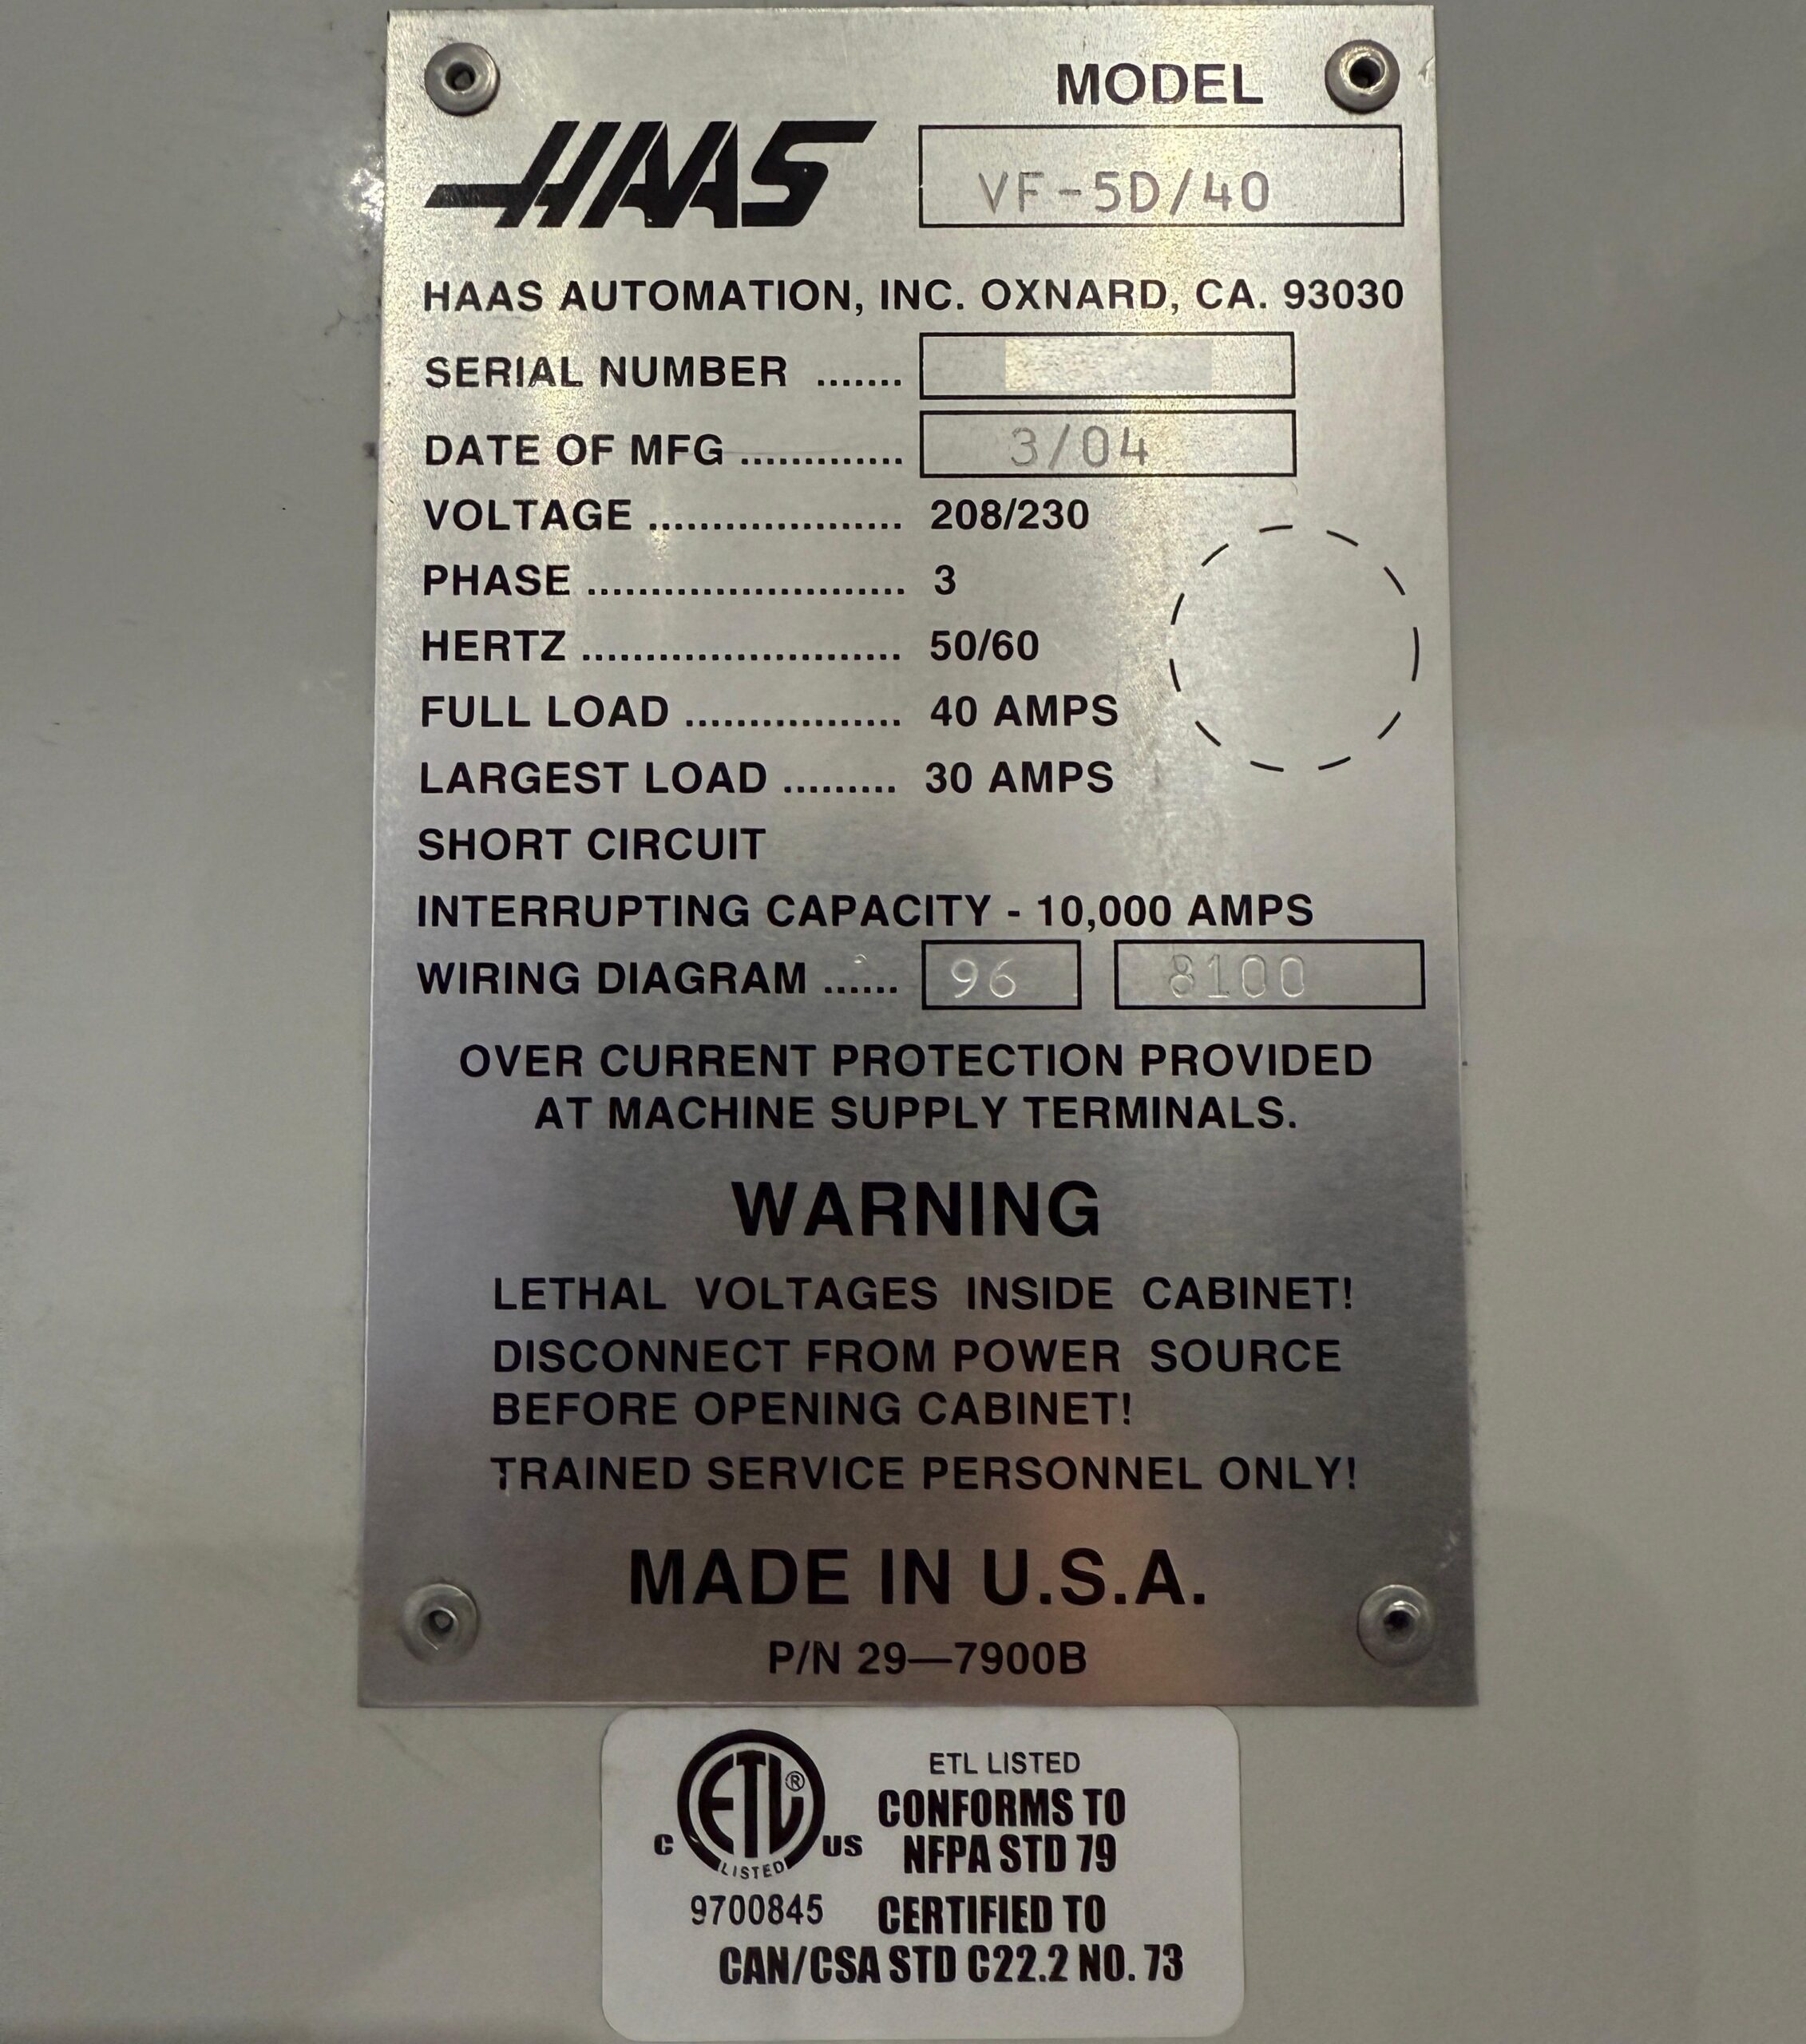 MODEL
HAAS
VF-5D/40
HAAS AUTOMATION, INC. OXNARD, CA. 93030
SERIAL NUMBER .......
DATE OF MFG ............. 3/04
VOLTAGE .................... 208/230
PHASE ......................... 3
HERTZ ......................... 50/60
FULL LOAD ................. 40 AMPS
LARGEST LOAD ......... 30 AMPS
SHORT CIRCUIT
INTERRUPTING CAPACITY - 10,000 AMPS
WIRING DIAGRAM ...... 96 8100
OVER CURRENT PROTECTION PROVIDED
AT MACHINE SUPPLY TERMINALS.
WARNING
LETHAL VOLTAGES INSIDE CABINET!
DISCONNECT FROM POWER SOURCE
BEFORE OPENING CABINET!
TRAINED SERVICE PERSONNEL ONLY!
MADE IN U.S.A.
P/N 29—7900B
ETL®
C US
LISTED
9700845
ETL LISTED
CONFORMS TO
NFPA STD 79
CERTIFIED TO
CAN/CSA STD C22.2 NO. 73